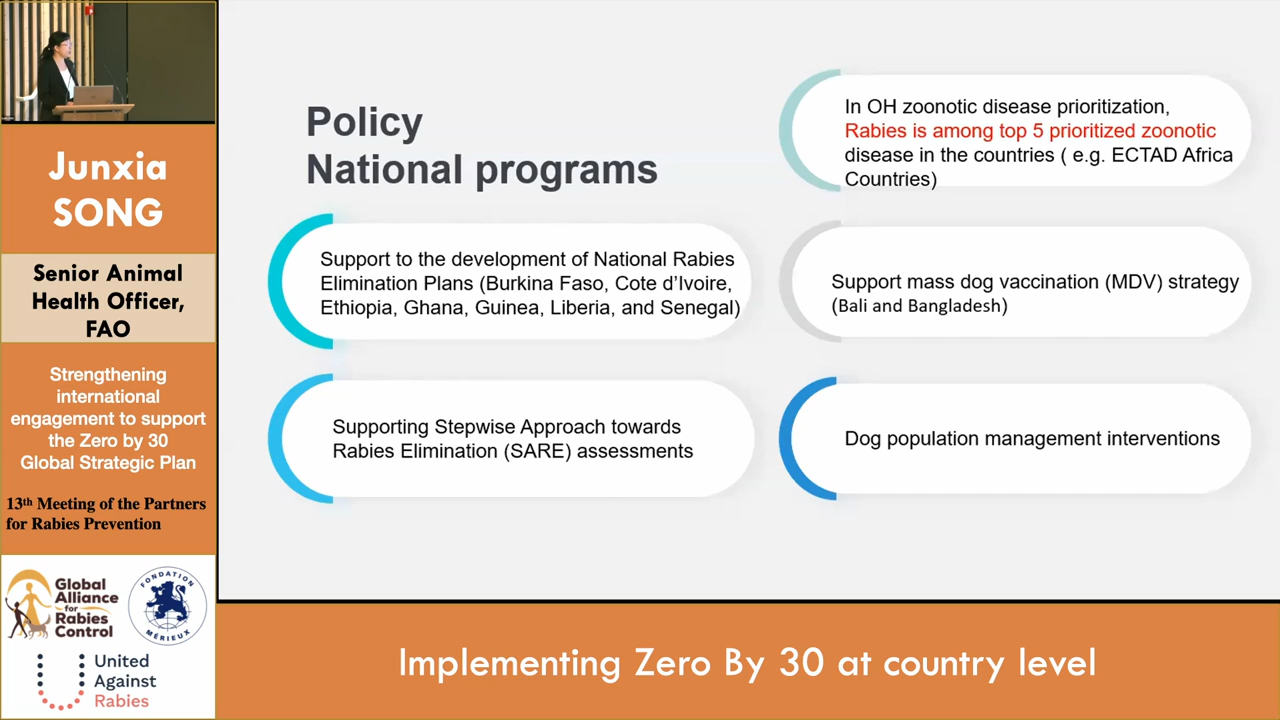 Junxia
SONG
Senior Animal
Health Officer,
FAO
Strengthening
international
engagement to support
the Zero by 30
Global Strategic Plan
13th Meeting of the Partners
for Rabies Prevention
Global
Alliance
for
Rabies
Control
FONDATION
MÉRIEUX
United
Against
Rabies
Policy
National programs
Support to the development of National Rabies
Elimination Plans (Burkina Faso, Cote d’Ivoire,
Ethiopia, Ghana, Guinea, Liberia, and Senegal)
Supporting Stepwise Approach towards
Rabies Elimination (SARE) assessments
In OH zoonotic disease prioritization,
Rabies is among top 5 prioritized zoonotic
disease in the countries ( e.g. ECTAD Africa
Countries)
Support mass dog vaccination (MDV) strategy
(Bali and Bangladesh)
Dog population management interventions
Implementing Zero By 30 at country level